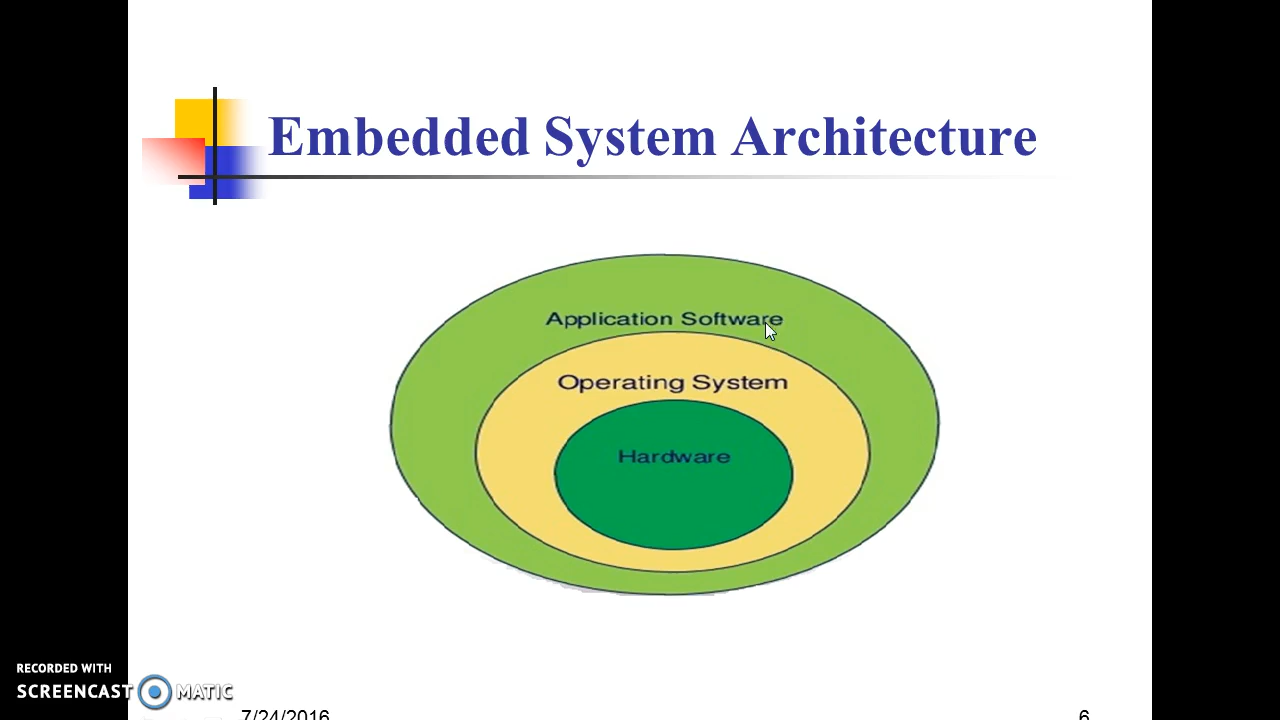 Embedded System Architecture
Application Software
Operating System
Hardware
RECORDED WITH
SCREENCAST MATIC
7/24/2016
6